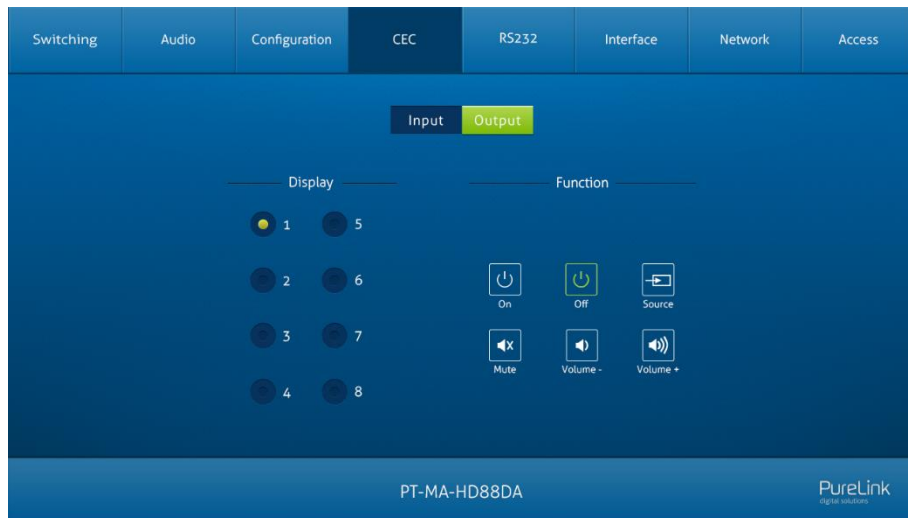 Switching Audio Configuration CEC RS232 Interface Network Access
Input Output
Display Function
1 5
2 6
On Off Source
3 7
Mute Volume - Volume +
4 8
PT-MA-HD88DA
PureLink
digital solutions